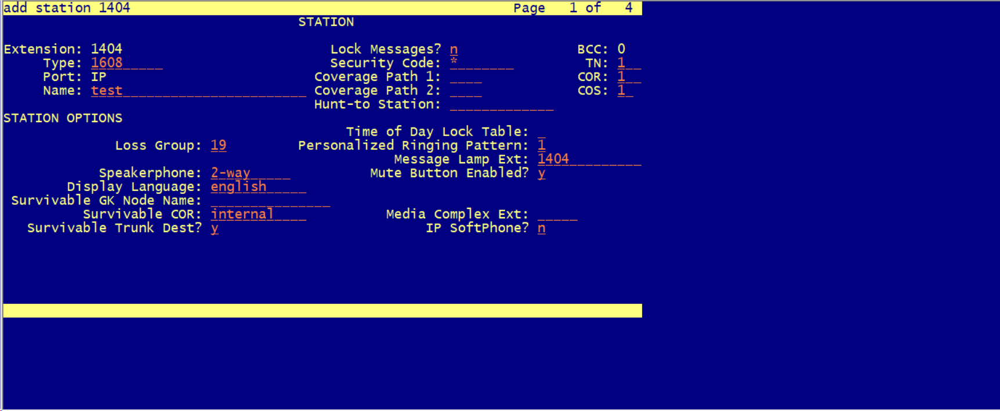 add station 1404 Page 1 of 4
STATION
Extension: 1404 Lock Messages? n BCC: 0
Type: 1608 Security Code: * TN: 1
Port: IP Coverage Path 1: COR: 1
Name: test Coverage Path 2: COS: 1
Hunt-to Station:
STATION OPTIONS
Time of Day Lock Table:
Loss Group: 19 Personalized Ringing Pattern: 1
Message Lamp Ext: 1404
Speakerphone: 2-way Mute Button Enabled? y
Display Language: english
Survivable GK Node Name:
Survivable COR: internal Media Complex Ext:
Survivable Trunk Dest? y IP SoftPhone? n